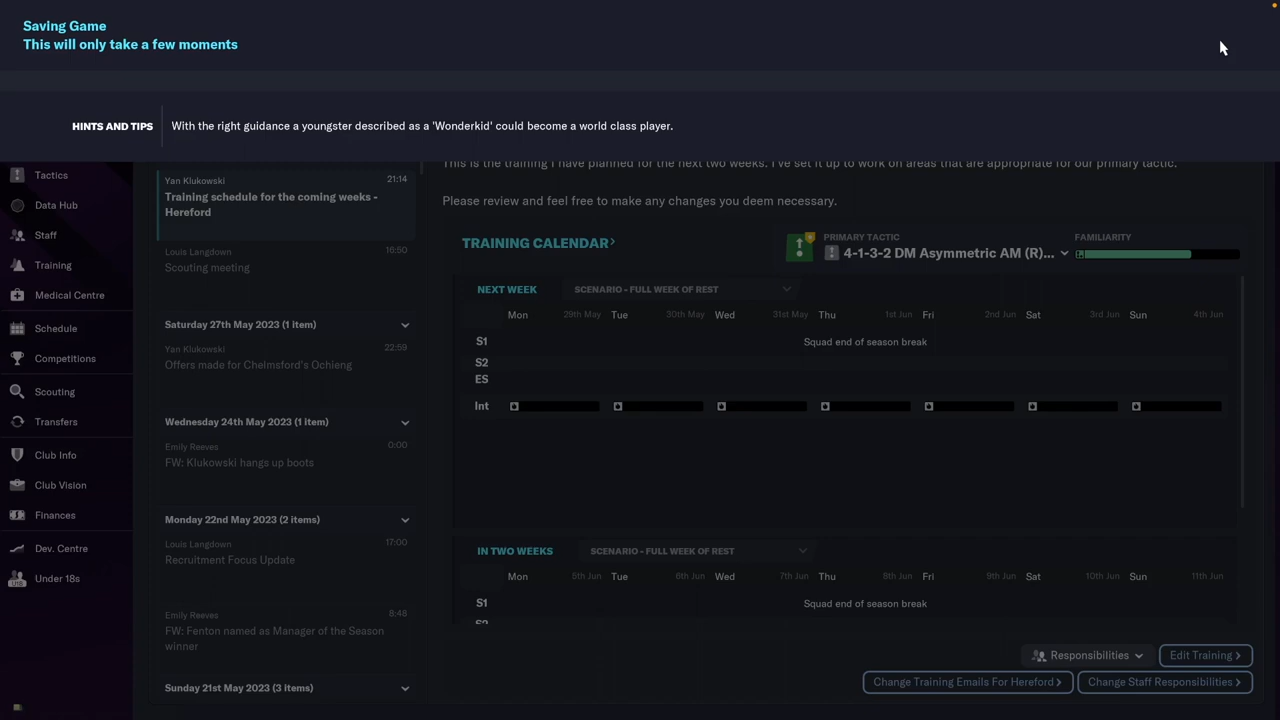 Saving Game
This will only take a few moments
HINTS AND TIPS
With the right guidance a youngster described as a 'Wonderkid' could become a world class player.
Tactics
Data Hub
Staff
Training
Medical Centre
Schedule
Competitions
Scouting
Transfers
Club Info
Club Vision
Finances
Dev. Centre
Under 18s
Yan Klukowski 21:14
Training schedule for the coming weeks -
Hereford
Louis Langdown 16:50
Scouting meeting
Saturday 27th May 2023 (1 item)
Yan Klukowski 22:59
Offers made for Chelmsford's Ochieng
Wednesday 24th May 2023 (1 item)
Emily Reeves 0:00
FW: Klukowski hangs up boots
Monday 22nd May 2023 (2 items)
Louis Langdown 17:00
Recruitment Focus Update
Emily Reeves 8:48
FW: Fenton named as Manager of the Season
winner
Sunday 21st May 2023 (3 items)
This is the training I have planned for the next two weeks. I've set it up to work on areas that are appropriate for our primary tactic.
Please review and feel free to make any changes you deem necessary.
TRAINING CALENDAR
PRIMARY TACTIC
4-1-3-2 DM Asymmetric AM (R)...
FAMILIARITY
NEXT WEEK SCENARIO - FULL WEEK OF REST
Mon 29th May Tue 30th May Wed 31st May Thu 1st Jun Fri 2nd Jun Sat 3rd Jun Sun 4th Jun
S1 Squad end of season break
S2
ES
Int
IN TWO WEEKS SCENARIO - FULL WEEK OF REST
Mon 5th Jun Tue 6th Jun Wed 7th Jun Thu 8th Jun Fri 9th Jun Sat 10th Jun Sun 11th Jun
S1 Squad end of season break
S2
Responsibilities
Edit Training
Change Training Emails For Hereford
Change Staff Responsibilities